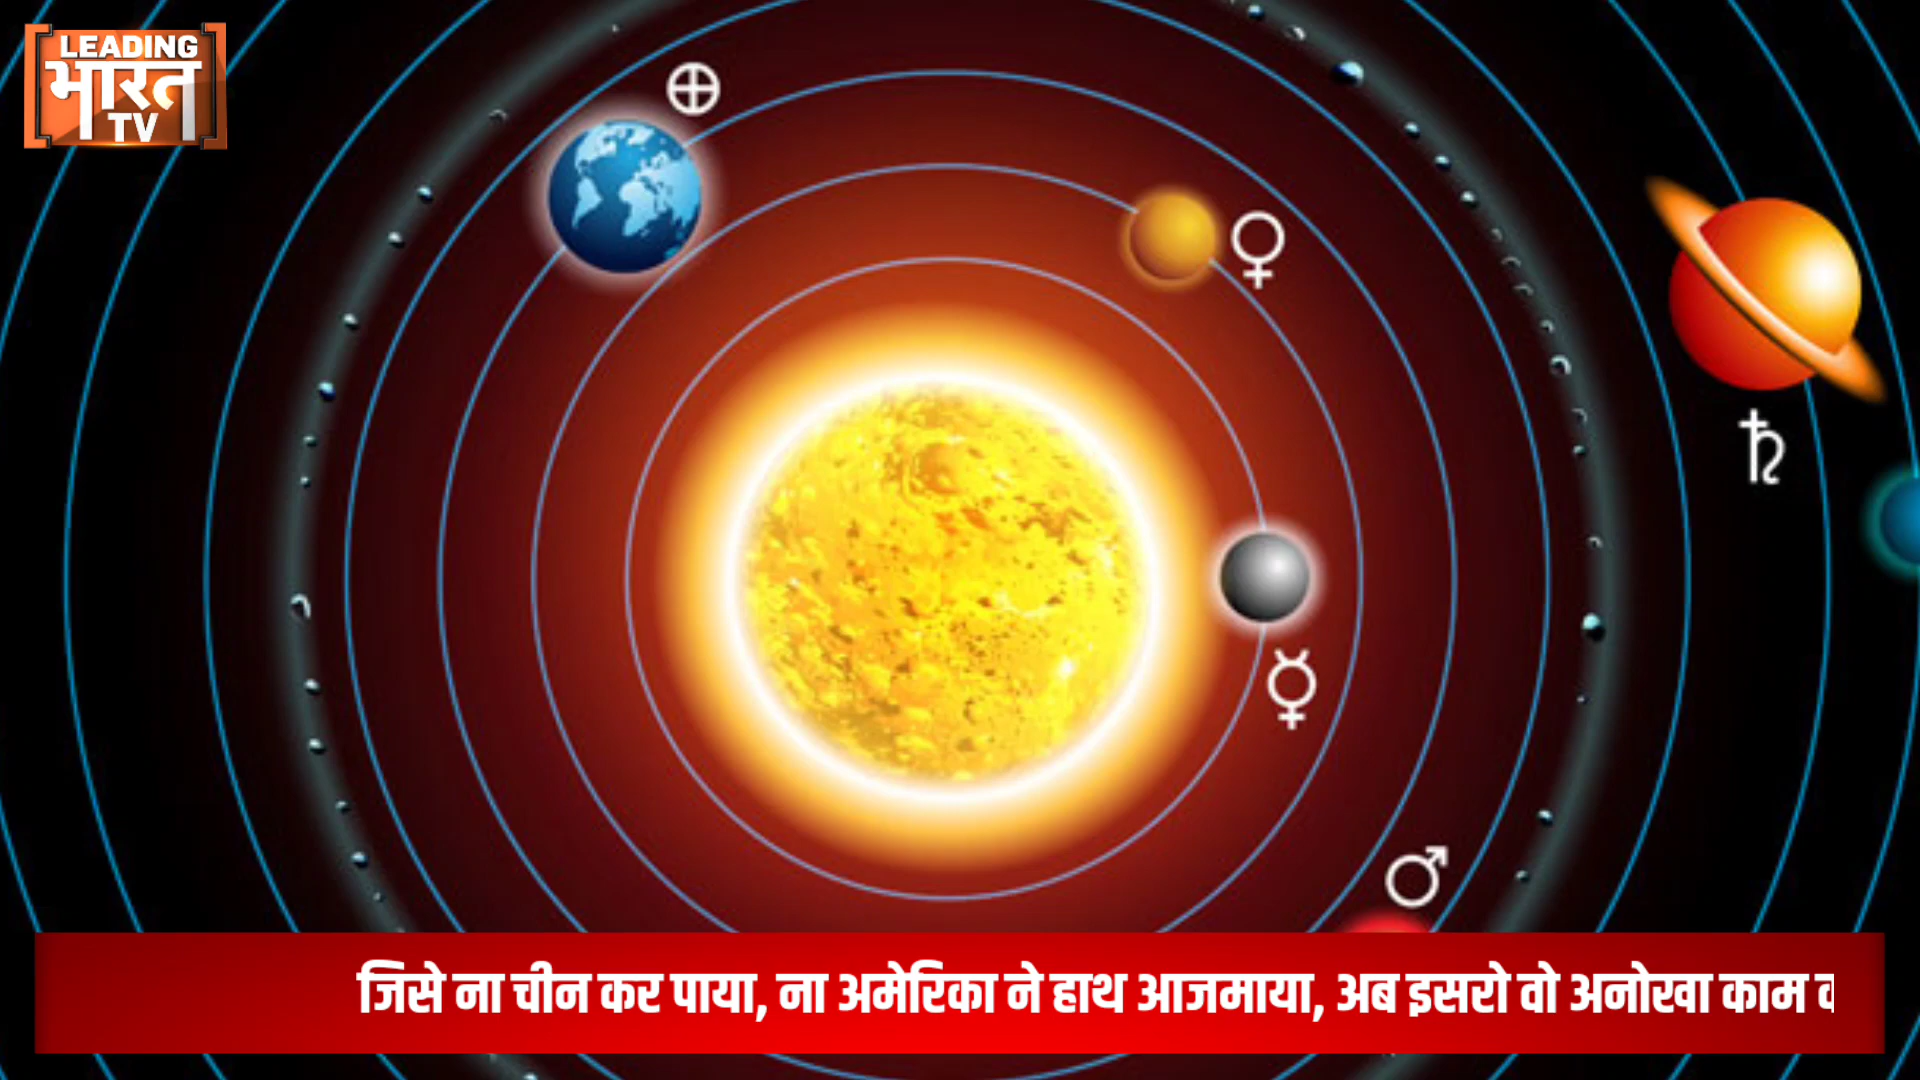 LEADING
भारत
TV
जिसे ना चीन कर पाया, ना अमेरिका ने हाथ आजमाया, अब इसरो वो अनोखा काम